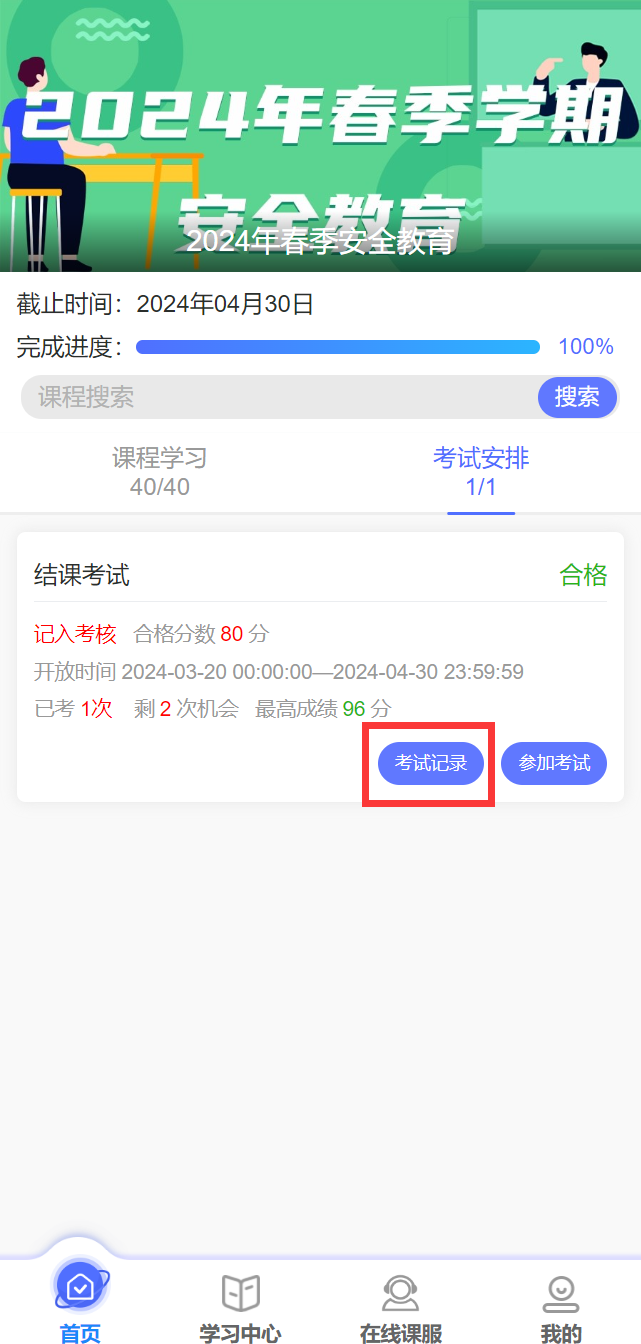 2024年春季学期
安全教育
2024年春季安全教育
截止时间：2024年04月30日
完成进度： 100%
课程搜索 搜索
课程学习 考试安排
40/40 1/1
结课考试 合格
记入考核 合格分数 80 分
开放时间 2024-03-20 00:00:00—2024-04-30 23:59:59
已考 1次 剩 2 次机会 最高成绩 96 分
考试记录 参加考试
首页 学习中心 在线课服 我的